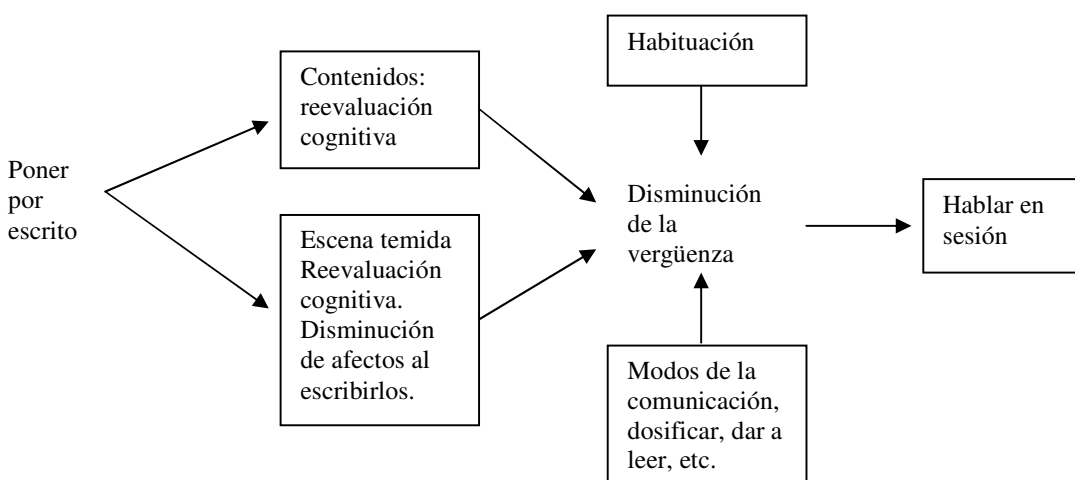 Poner
por
escrito
Contenidos:
reevaluación
cognitiva
Escena temida
Reevaluación
cognitiva.
Disminución
de afectos al
escribirlos.
Habituación
Disminución
de la
vergüenza
Modos de la
comunicación,
dosificar, dar a
leer, etc.
Hablar en
sesión